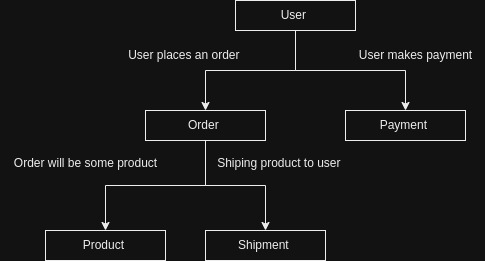 User
User places an order
User makes payment
Order
Payment
Order will be some product
Shiping product to user
Product
Shipment